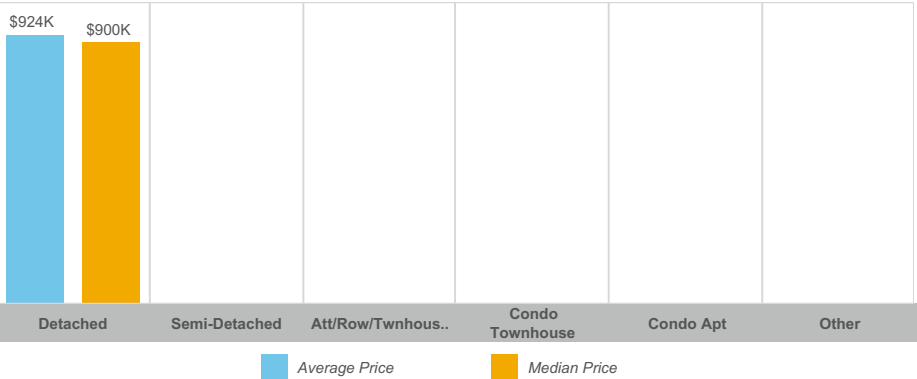 $924K
$900K
Detached
Semi-Detached
Att/Row/Twnhous..
Condo
Townhouse
Condo Apt
Other
Average Price
Median Price